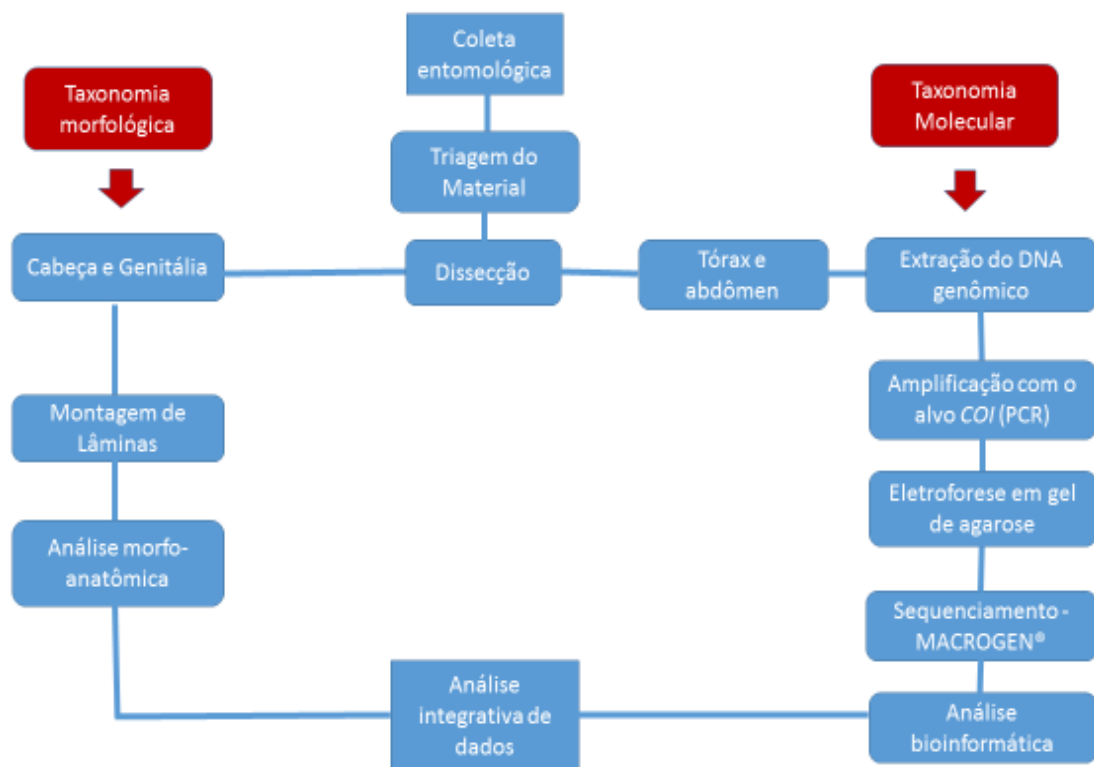 Coleta
entomológica
Taxonomia
morfológica
Taxonomia
Molecular
Triagem do
Material
Cabeça e Genitália
Dissecção
Tórax e
abdômen
Extração do DNA
genômico
Montagem de
Lâminas
Amplificação com o
alvo COI (PCR)
Eletroforese em gel
de agarose
Análise morfo-
anatômica
Sequenciamento -
MACROGEN®
Análise
integrativa de
dados
Análise
bioinformática